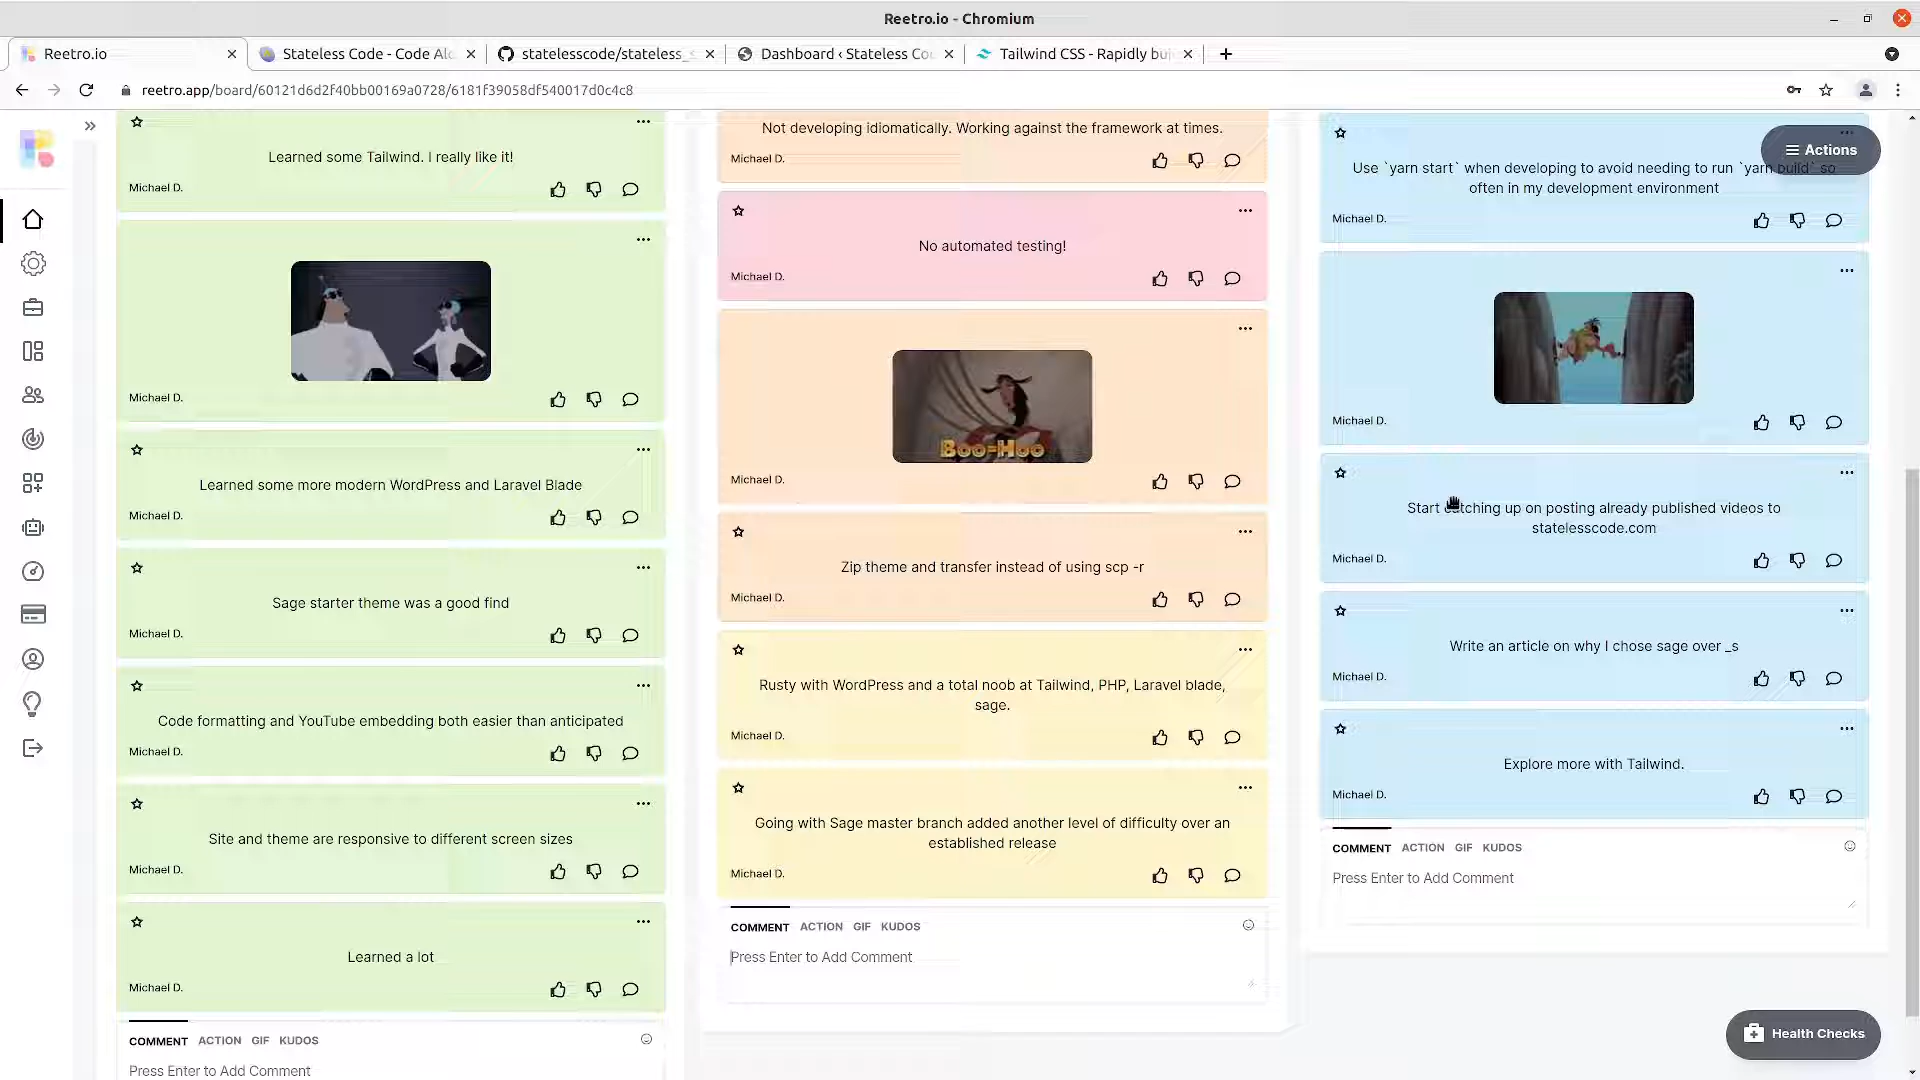 Reetro.io - Chromium
Reetro.io
Stateless Code - Code Alo
statelesscode/stateless_s
Dashboard ‹ Stateless Co
Tailwind CSS - Rapidly bui
reetro.app/board/60121d6d2f40bb00169a0728/6181f39058df540017d0c4c8
Learned some Tailwind. I really like it!
Michael D.
Michael D.
Learned some more modern WordPress and Laravel Blade
Michael D.
Sage starter theme was a good find
Michael D.
Code formatting and YouTube embedding both easier than anticipated
Michael D.
Site and theme are responsive to different screen sizes
Michael D.
Learned a lot
Michael D.
COMMENT ACTION GIF KUDOS
Press Enter to Add Comment
Not developing idiomatically. Working against the framework at times.
Michael D.
No automated testing!
Michael D.
Boo-Hoo
Michael D.
Zip theme and transfer instead of using scp -r
Michael D.
Rusty with WordPress and a total noob at Tailwind, PHP, Laravel blade,
sage.
Michael D.
Going with Sage master branch added another level of difficulty over an
established release
Michael D.
COMMENT ACTION GIF KUDOS
Press Enter to Add Comment
Actions
Use `yarn start` when developing to avoid needing to run `yarn build` so
often in my development environment
Michael D.
Michael D.
Start catching up on posting already published videos to
statelesscode.com
Michael D.
Write an article on why I chose sage over _s
Michael D.
Explore more with Tailwind.
Michael D.
COMMENT ACTION GIF KUDOS
Press Enter to Add Comment
Health Checks